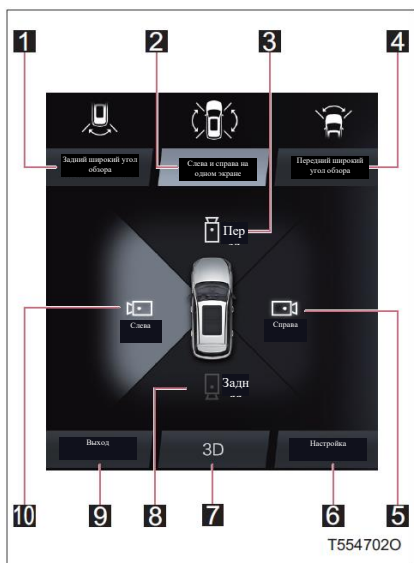 1
2
3
4
Задний широкий угол
обзора
Слева и справа на
одном экране
Передний широкий
угол обзора
Пер
Слева
Справа
Задн
Выход
3D
Настройка
10
9
8
7
6
5
T554702O